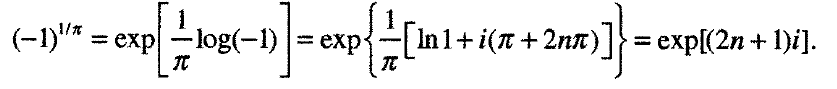 (−1)^{1/π} = exp[1/π log(−1)] = exp{1/π [ln 1 + i(π + 2nπ)]} = exp[(2n + 1)i].